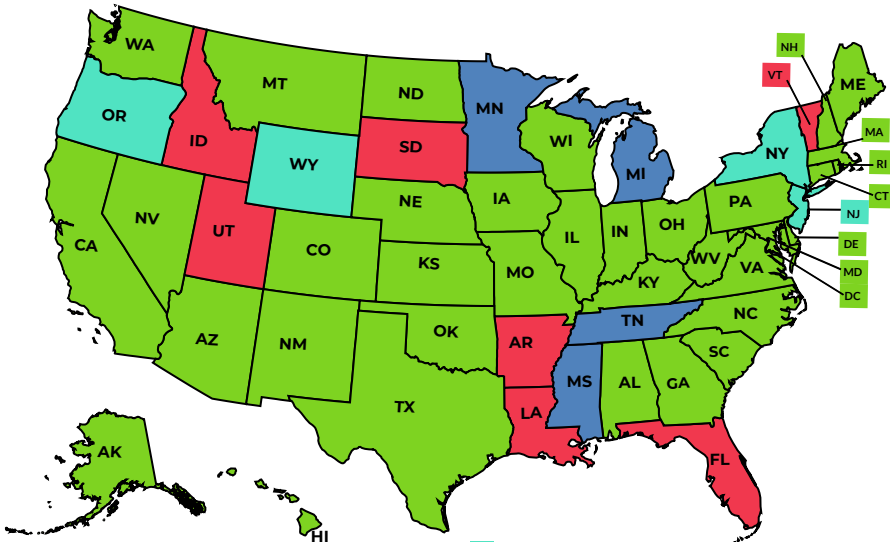 WA
MT
ND
MN
OR
ID
WY
SD
WI
MI
NY
VT
NH
ME
MA
RI
CT
NJ
DE
MD
DC
NV
UT
CO
NE
IA
IL
IN
OH
PA
CA
KS
MO
KY
WV
VA
AZ
NM
OK
AR
TN
NC
SC
TX
LA
MS
AL
GA
FL
AK
HI